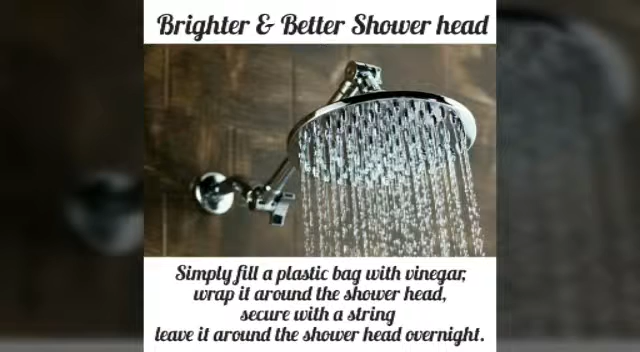 Brighter & Better Shower head
Simply fill a plastic bag with vinegar,
wrap it around the shower head,
secure with a string
leave it around the shower head overnight.